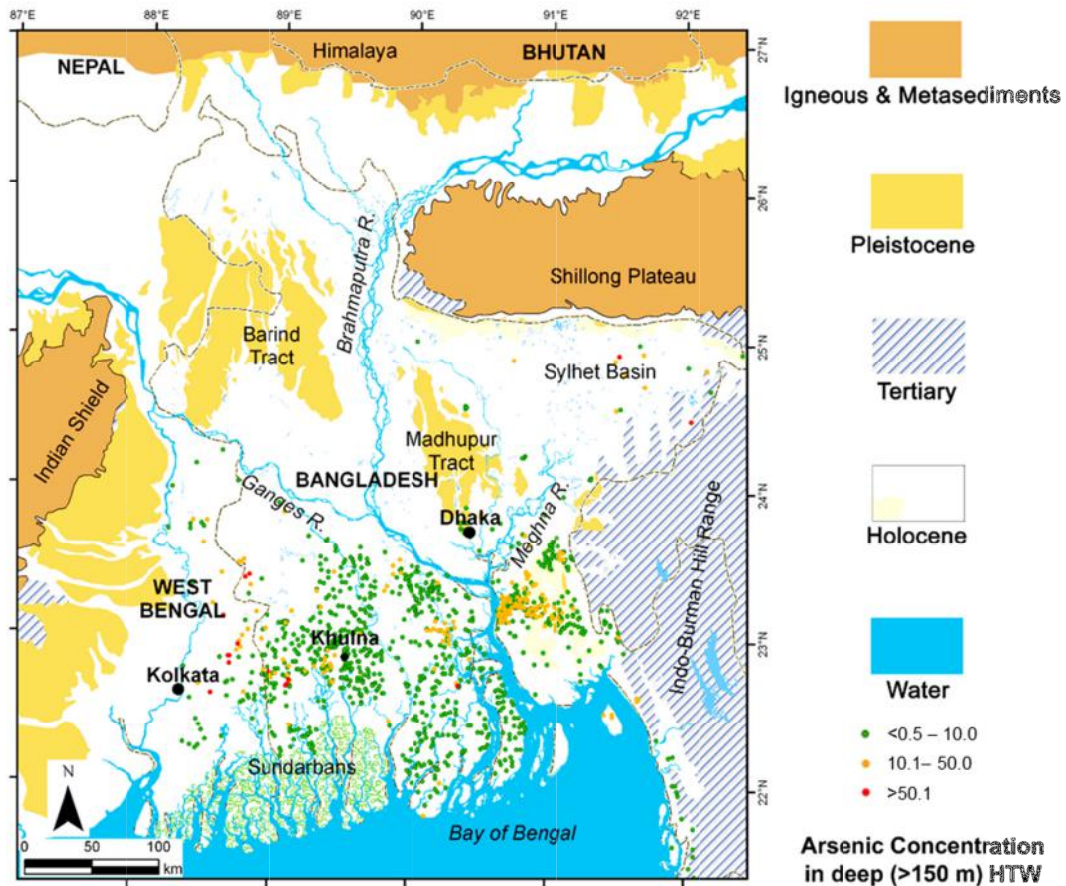 87°E 88°E 89°E 90°E 91°E 92°E
NEPAL
Himalaya
BHUTAN
27°N
Igneous & Metasediments
26°N
Brahmaputra R.
Pleistocene
Shillong Plateau
Barind
Tract
25°N
Sylhet Basin
Tertiary
Indian Shield
Madhupur
Tract
BANGLADESH
Ganges R.
24°N
Dhaka
Meghna R.
Holocene
Indo-Burman Hill Range
WEST
BENGAL
Khulna
23°N
Kolkata
Water
<0.5 – 10.0
10.1– 50.0
>50.1
Sundarbans
22°N
N
Bay of Bengal
0 50 100
km
Arsenic Concentration
in deep (>150 m) HTW